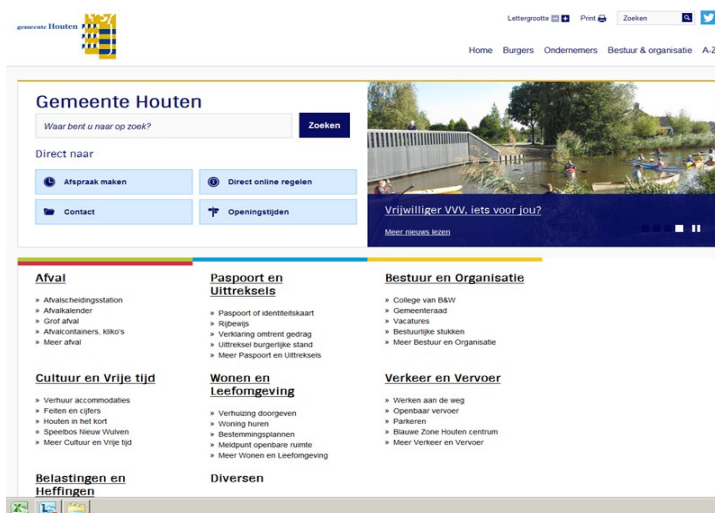 gemeente Houten
Lettergrootte
Print
Zoeken
Home Burgers Ondernemers Bestuur & organisatie A-Z
Gemeente Houten
Waar bent u naar op zoek?
Zoeken
Direct naar
Afspraak maken
Direct online regelen
Contact
Openingstijden
Vrijwilliger VVV, iets voor jou?
Meer nieuws lezen
Afval
» Afvalscheidingsstation
» Afvalkalender
» Grof afval
» Afvalcontainers, kliko's
» Meer afval
Paspoort en
Uittreksels
» Paspoort of identiteitskaart
» Rijbewijs
» Verklaring omtrent gedrag
» Uittreksel burgerlijke stand
» Meer Paspoort en Uittreksels
Bestuur en Organisatie
» College van B&W
» Gemeenteraad
» Vacatures
» Bestuurlijke stukken
» Meer Bestuur en Organisatie
Cultuur en Vrije tijd
» Verhuur accommodaties
» Feiten en cijfers
» Houten in het kort
» Speelbos Nieuw Wulven
» Meer Cultuur en Vrije tijd
Wonen en
Leefomgeving
» Verhuizing doorgeven
» Woning huren
» Bestemmingsplannen
» Meldpunt openbare ruimte
» Meer Wonen en Leefomgeving
Verkeer en Vervoer
» Werken aan de weg
» Openbaar vervoer
» Parkeren
» Blauwe Zone Houten centrum
» Meer Verkeer en Vervoer
Belastingen en
Heffingen
Diversen